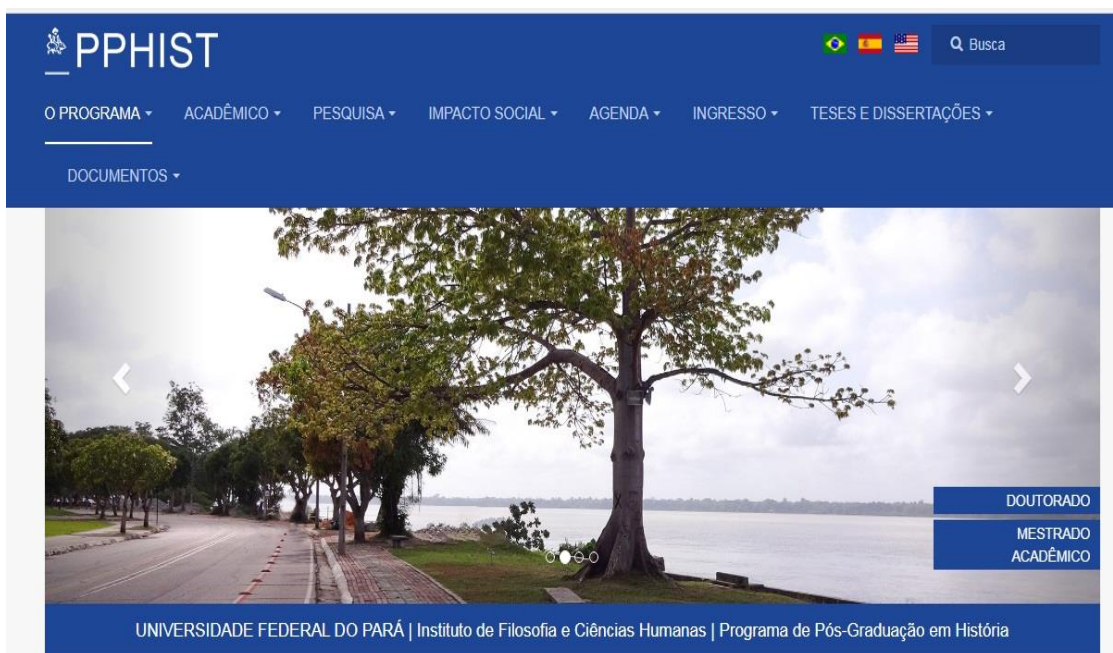 PPHIST
Busca
O PROGRAMA
ACADÊMICO
PESQUISA
IMPACTO SOCIAL
AGENDA
INGRESSO
TESES E DISSERTAÇÕES
DOCUMENTOS
DOUTORADO
MESTRADO
ACADÊMICO
UNIVERSIDADE FEDERAL DO PARÁ | Instituto de Filosofia e Ciências Humanas | Programa de Pós-Graduação em História